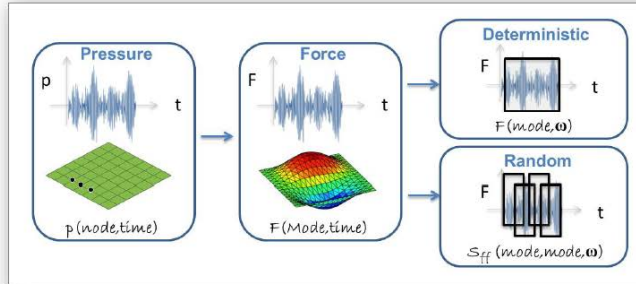 Pressure
p
t
p(node,time)
Force
F
t
F(Mode,time)
Deterministic
F
t
F(mode,ω)
Random
F
t
Sff(mode,mode,ω)